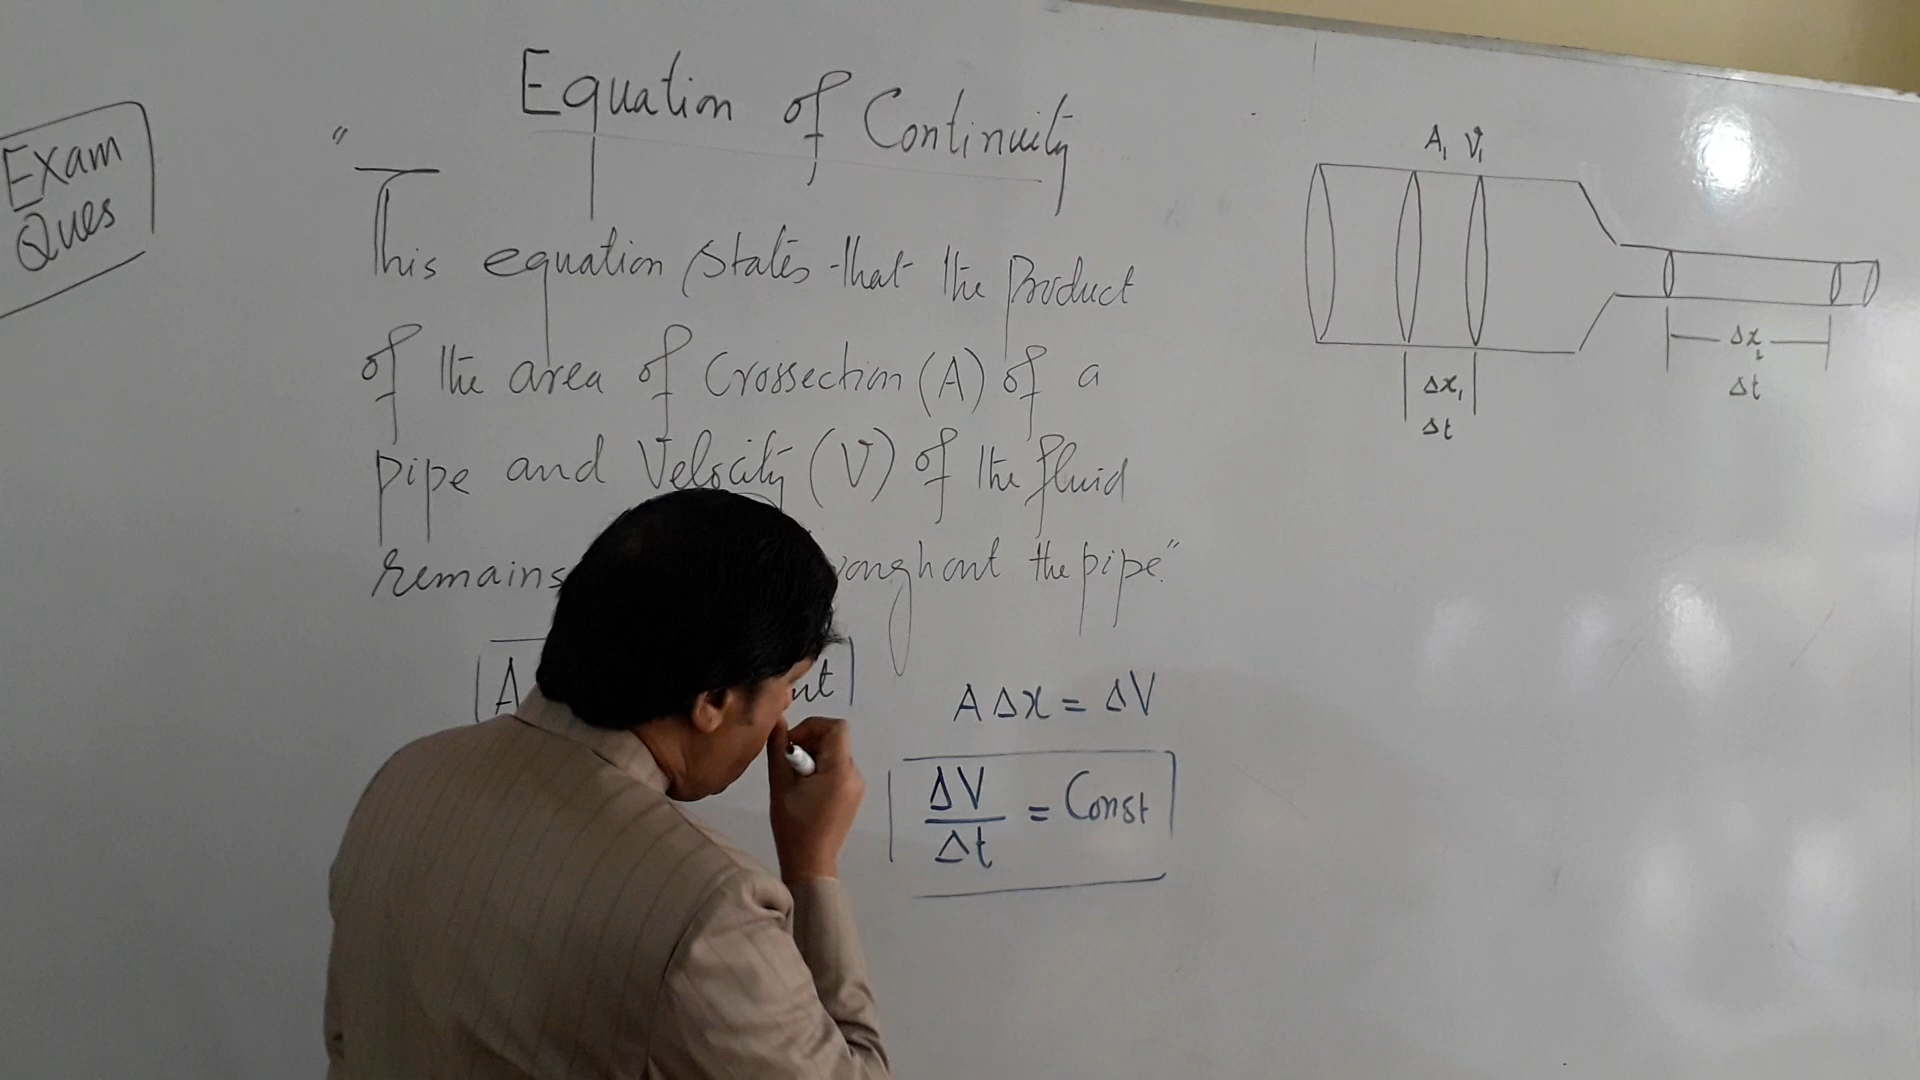 Exam
Ques
Equation of Continuity
"This equation states that the Product
of the area of Crossection (A) of a
pipe and Velocity (V) of the fluid
remains the pipe."
A
A Δx = ΔV
ΔV
Δt
= Const
A₁ V₁
Δx₁
Δt
Δx₂
Δt